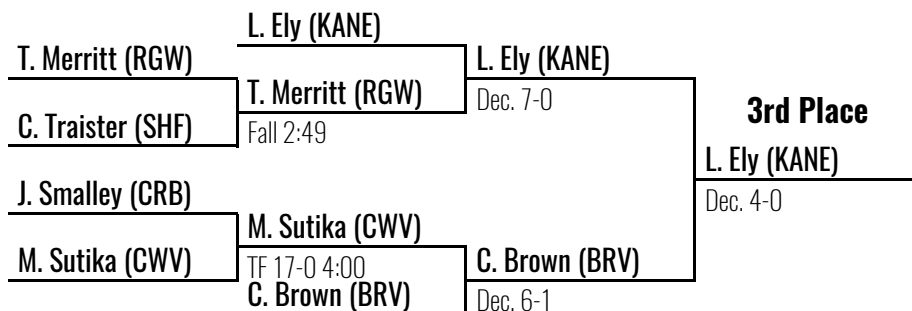 L. Ely (KANE)
T. Merritt (RGW)
L. Ely (KANE)
T. Merritt (RGW)
Dec. 7-0
3rd Place
C. Traister (SHF)
Fall 2:49
L. Ely (KANE)
J. Smalley (CRB)
Dec. 4-0
M. Sutika (CWV)
M. Sutika (CWV)
TF 17-0 4:00
C. Brown (BRV)
C. Brown (BRV)
Dec. 6-1